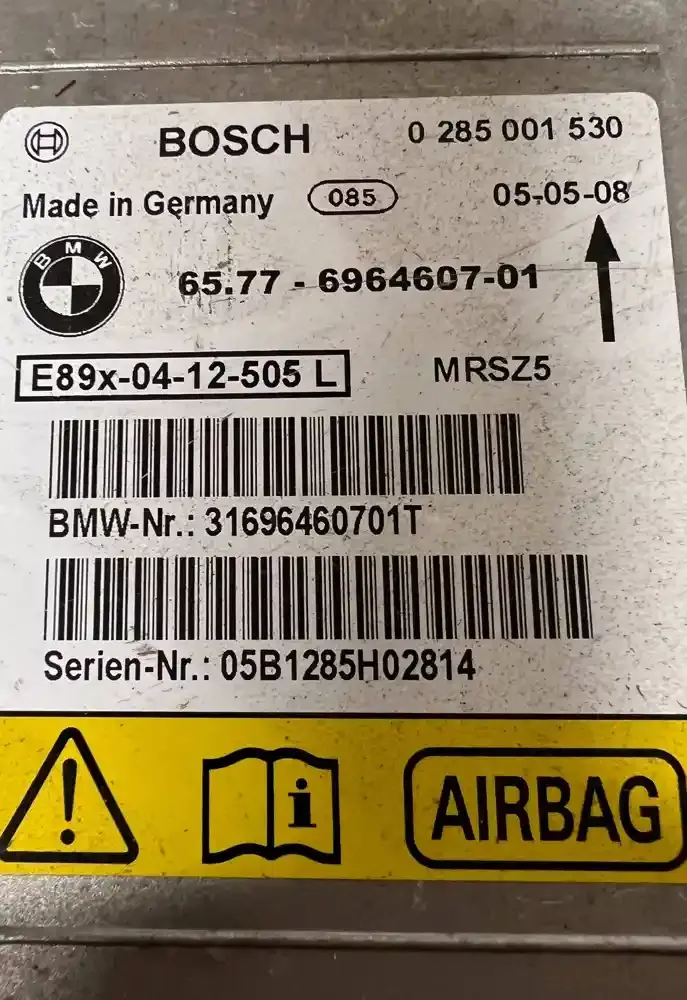 BOSCH 0 285 001 530
Made in Germany 085 05-05-08
BMW
65.77 - 6964607-01
E89x-04-12-505 L MRSZ5
BMW-Nr.: 31696460701T
Serien-Nr.: 05B1285H02814
! i AIRBAG